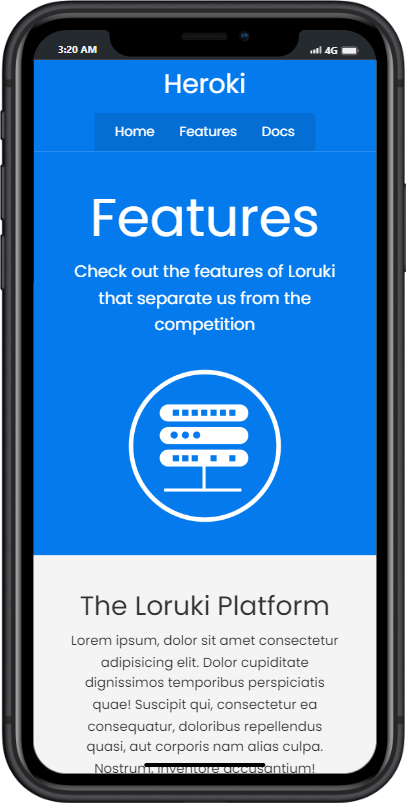 3:20 AM 4G
Heroki
Home Features Docs
Features
Check out the features of Loruki
that separate us from the
competition
The Loruki Platform
Lorem ipsum, dolor sit amet consectetur
adipisicing elit. Dolor cupiditate
dignissimos temporibus perspiciatis
quae! Suscipit qui, consectetur ea
consequatur, doloribus repellendus
quasi, aut corporis nam alias culpa.
Nostrum, inventore accusantium!